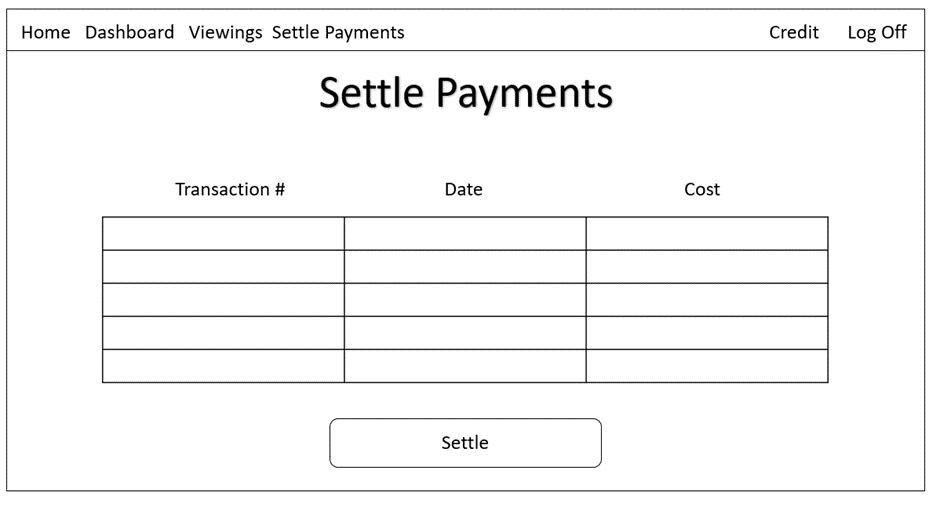 Home Dashboard Viewings Settle Payments Credit Log Off
Settle Payments
Transaction # Date Cost
Settle